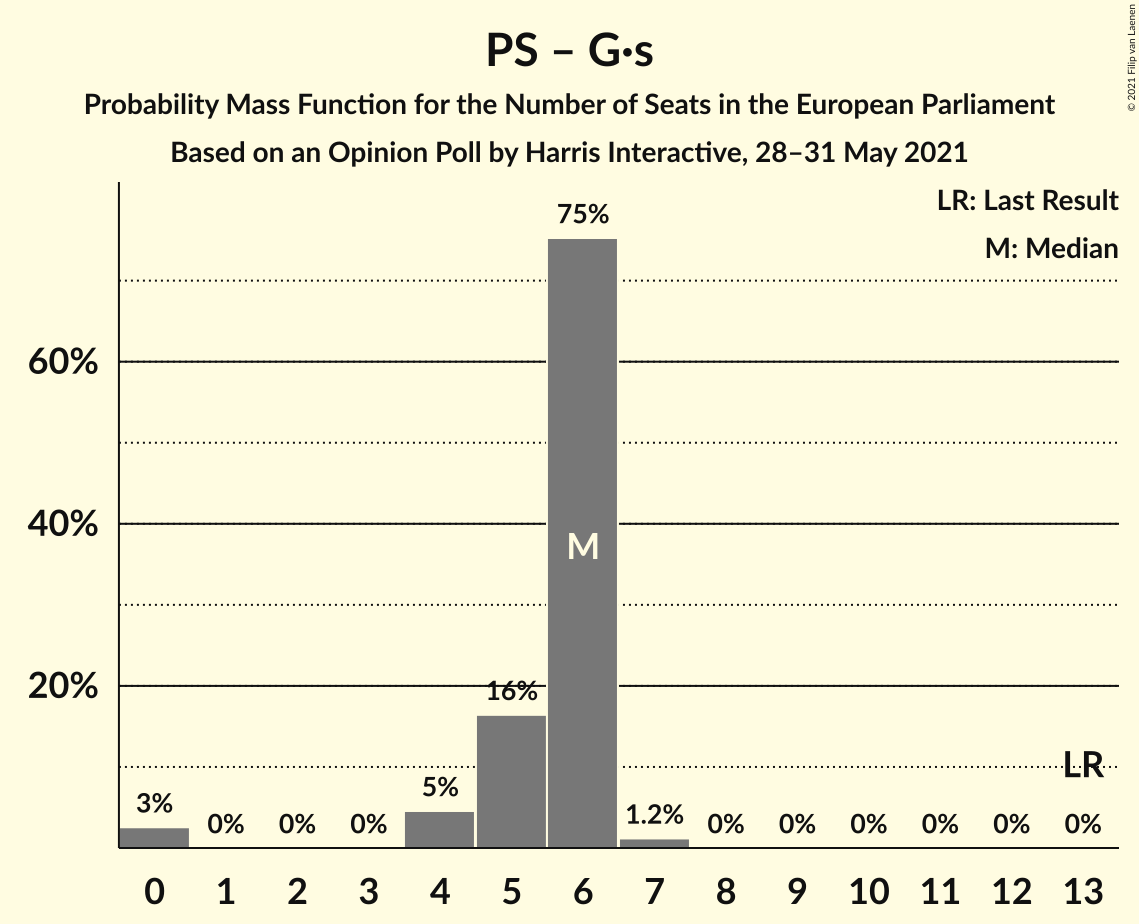 PS – G·s
Probability Mass Function for the Number of Seats in the European Parliament
Based on an Opinion Poll by Harris Interactive, 28–31 May 2021
© 2021 Filip van Laenen
LR: Last Result
M: Median
75%
60%
40%
M
20%
16%
LR
5%
3%
1.2%
0% 0% 0% 0% 0% 0% 0% 0% 0%
0 1 2 3 4 5 6 7 8 9 10 11 12 13